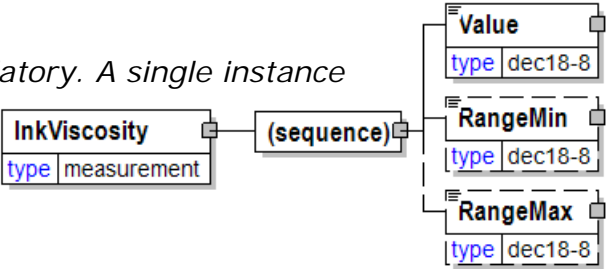 Value
type dec18-8
atory. A single instance
RangeMin
InkViscosity (sequence)
type dec18-8
type measurement
RangeMax
type dec18-8